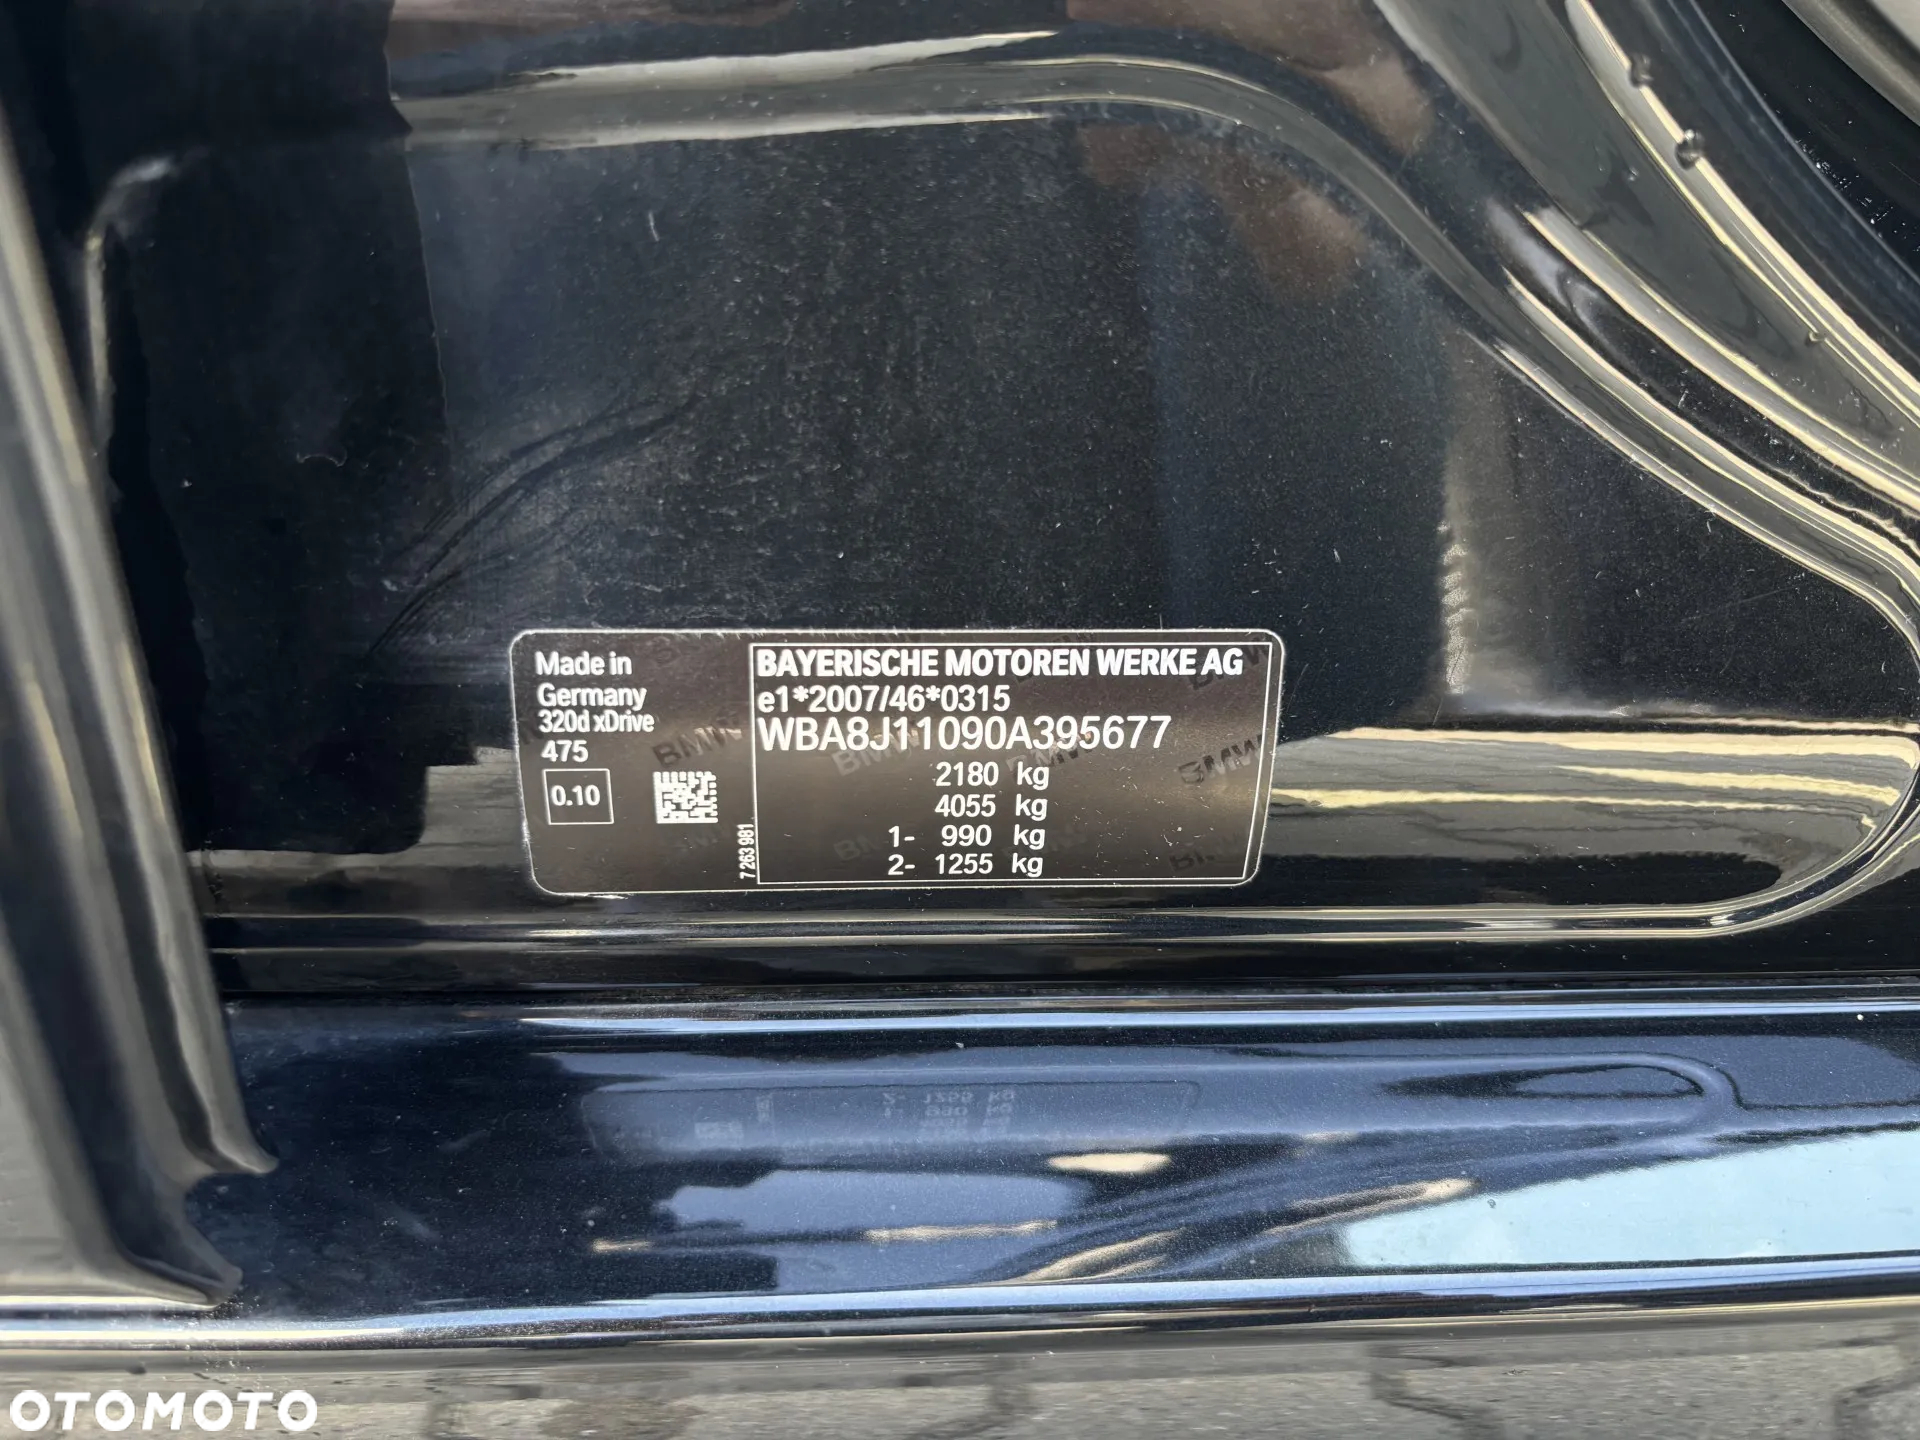 Made in
Germany
320d xDrive
475
0.10
7 263 981
BAYERISCHE MOTOREN WERKE AG
e1*2007/46*0315
WBA8J11090A395677
2180 kg
4055 kg
1- 990 kg
2- 1255 kg
OTOMOTO